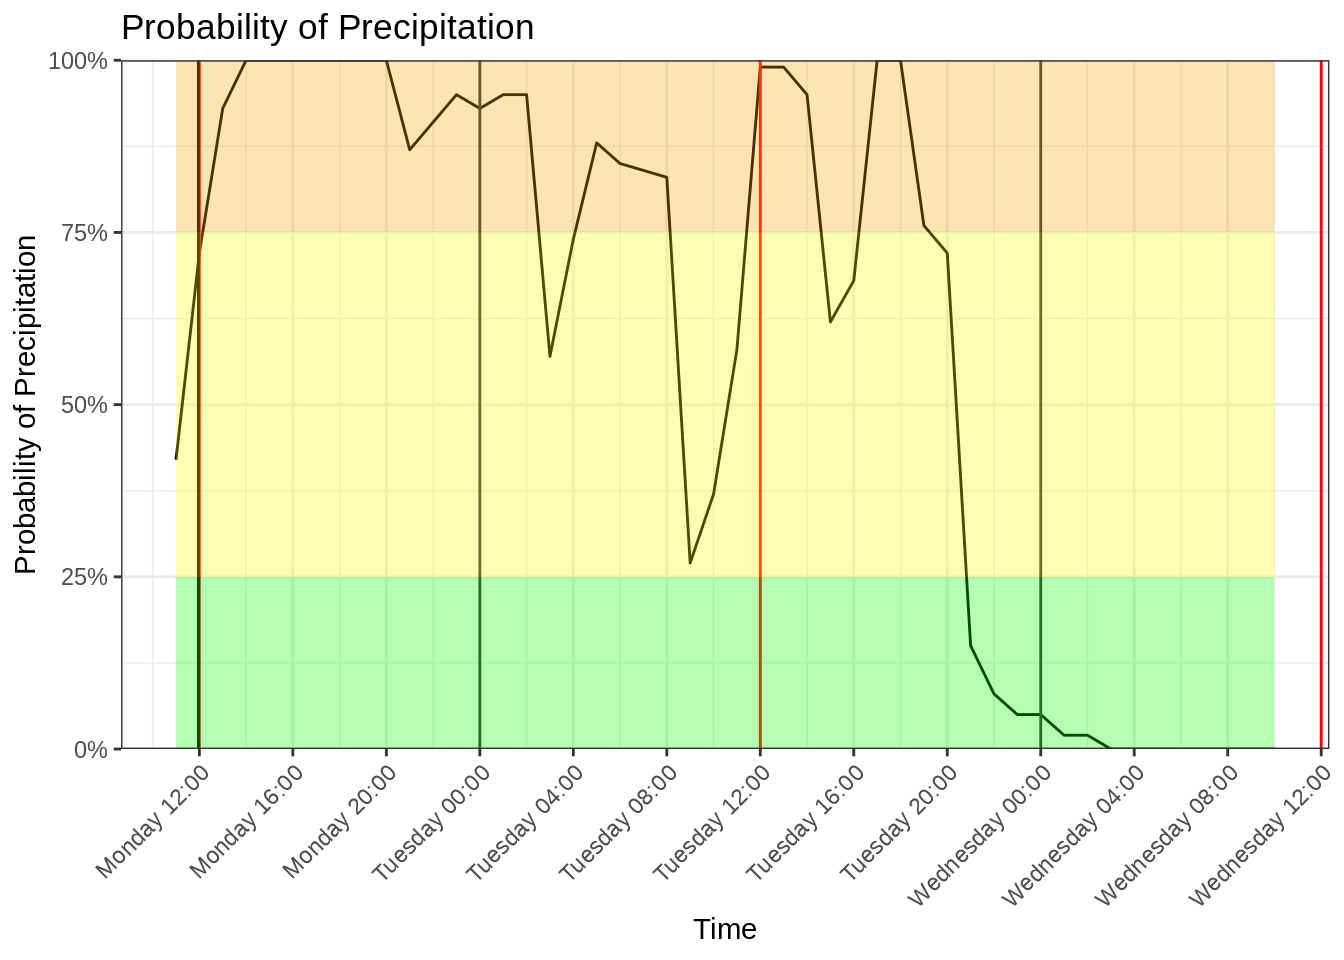 Probability of Precipitation
Probability of Precipitation
100%
75%
50%
25%
0%
Monday 12:00
Monday 16:00
Monday 20:00
Tuesday 00:00
Tuesday 04:00
Tuesday 08:00
Tuesday 12:00
Tuesday 16:00
Tuesday 20:00
Wednesday 00:00
Wednesday 04:00
Wednesday 08:00
Wednesday 12:00
Time